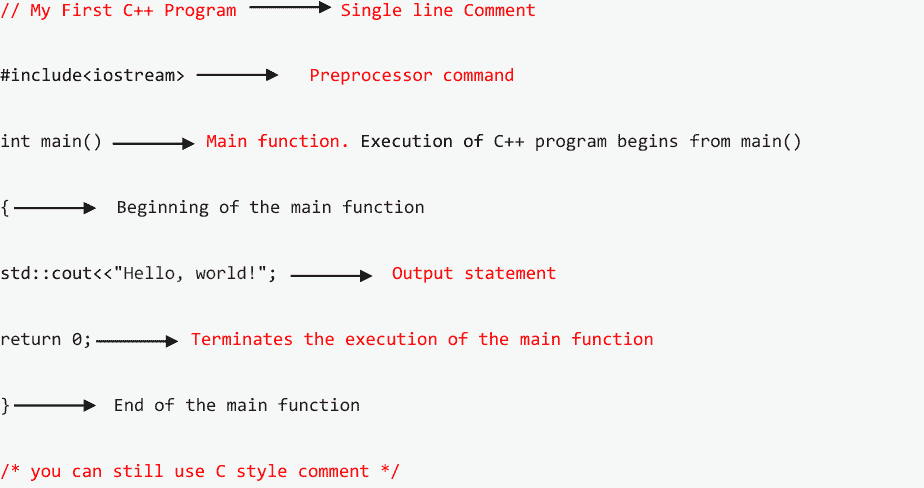 // My First C++ Program Single line Comment
#include<iostream> Preprocessor command
int main() Main function. Execution of C++ program begins from main()
{ Beginning of the main function
std::cout<<"Hello, world!"; Output statement
return 0; Terminates the execution of the main function
} End of the main function
/* you can still use C style comment */